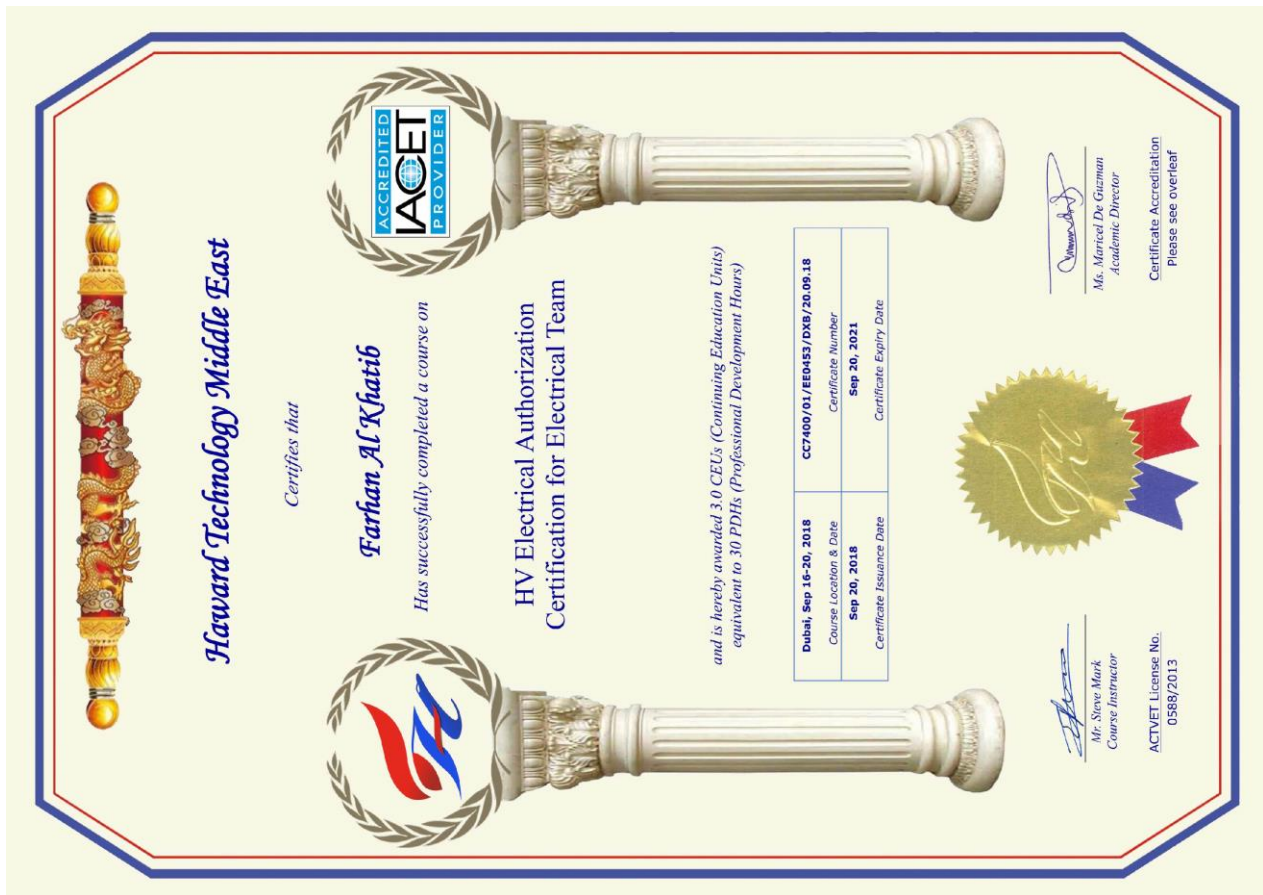 Haward Technology Middle East
Certifies that
ACCREDITED
IACET
PROVIDER
Farhan Al Khatib
Has successfully completed a course on
HV Electrical Authorization
Certification for Electrical Team
and is hereby awarded 3.0 CEUs (Continuing Education Units)
equivalent to 30 PDHs (Professional Development Hours)
Dubai, Sep 16-20, 2018 CC7400/01/EE0453/DXB/20.09.18
Course Location & Date Certificate Number
Sep 20, 2018 Sep 20, 2021
Certificate Issuance Date Certificate Expiry Date
Mr. Steve Mark
Course Instructor
Ms. Maricel De Guzman
Academic Director
ACTVET License No.
0588/2013
Certificate Accreditation
Please see overleaf